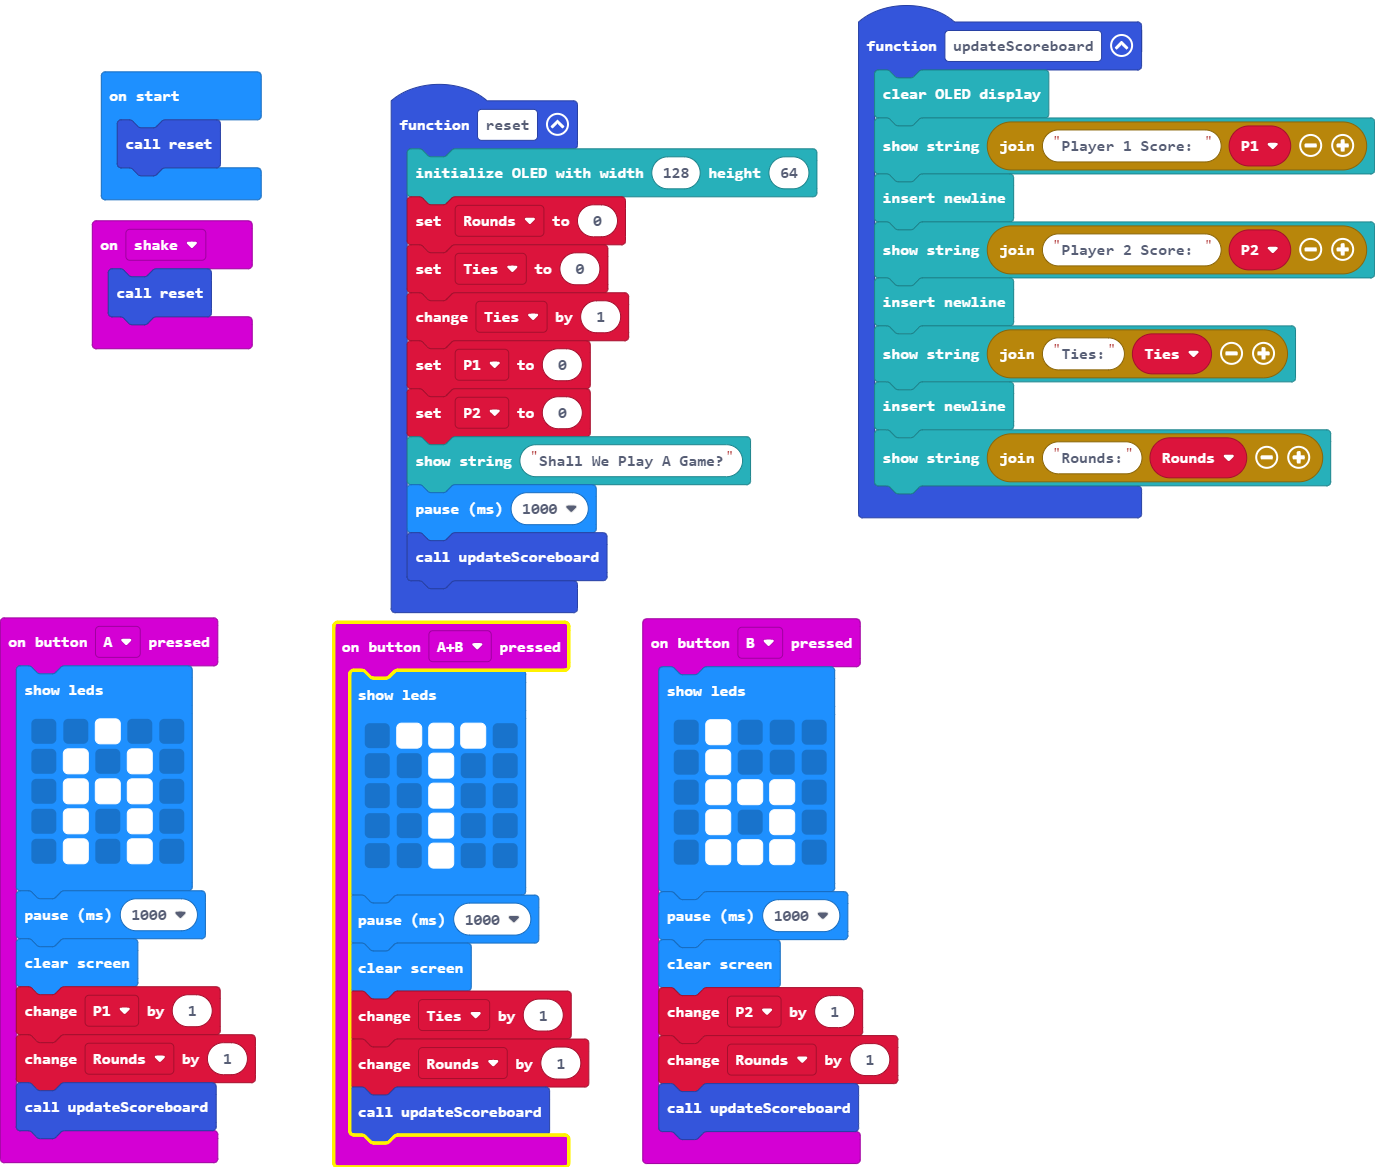 on start
call reset
on shake
call reset
function reset
initialize OLED with width 128 height 64
set Rounds to 0
set Ties to 0
change Ties by 1
set P1 to 0
set P2 to 0
show string "Shall We Play A Game?"
pause (ms) 1000
call updateScoreboard
function updateScoreboard
clear OLED display
show string join "Player 1 Score: " P1
insert newline
show string join "Player 2 Score: " P2
insert newline
show string join "Ties:" Ties
insert newline
show string join "Rounds:" Rounds
on button A pressed
show leds
pause (ms) 1000
clear screen
change P1 by 1
change Rounds by 1
call updateScoreboard
on button A+B pressed
show leds
pause (ms) 1000
clear screen
change Ties by 1
change Rounds by 1
call updateScoreboard
on button B pressed
show leds
pause (ms) 1000
clear screen
change P2 by 1
change Rounds by 1
call updateScoreboard